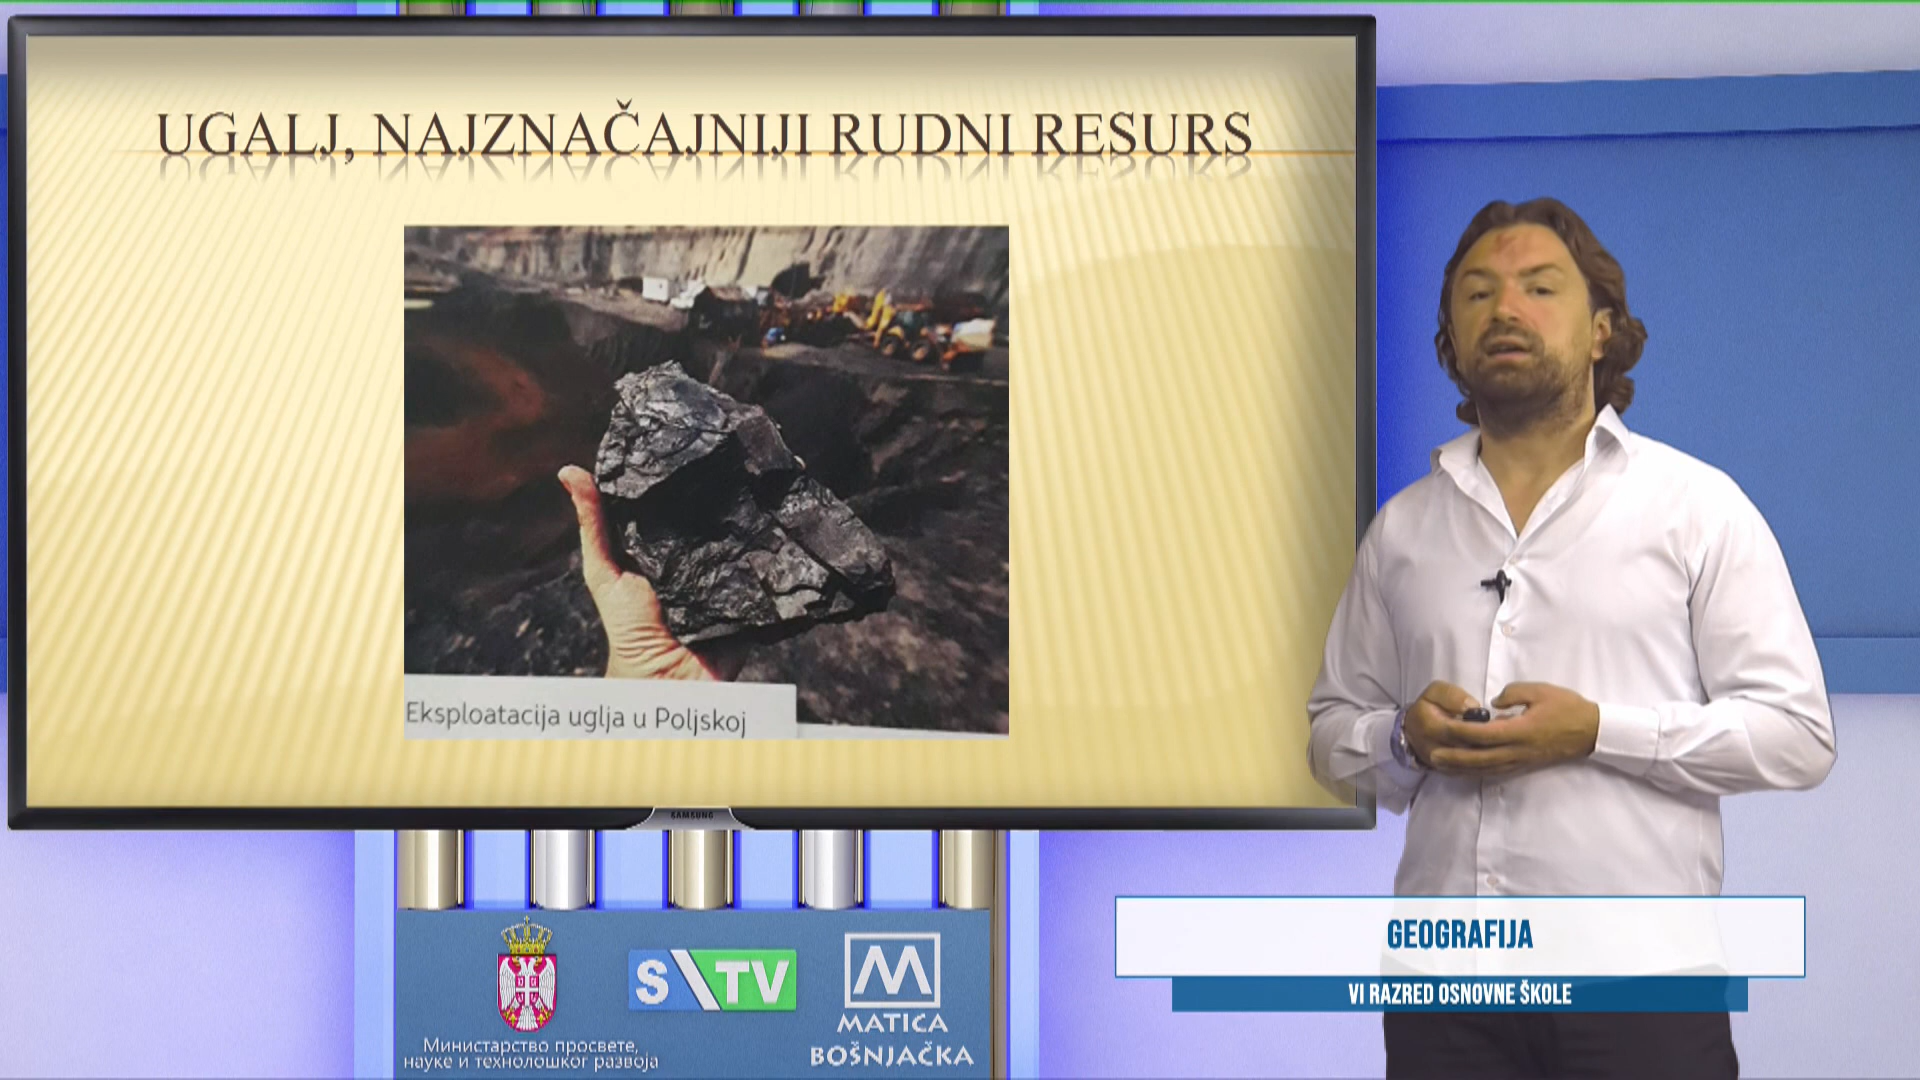 UGALJ, NAJZNAČAJNIJI RUDNI RESURS
Eksploatacija uglja u Poljskoj
SAMSUNG
GEOGRAFIJA
VI RAZRED OSNOVNE ŠKOLE
S TV
MATICA
BOŠNJAČKA
Министарство просвете,
науке и технолошког развоја